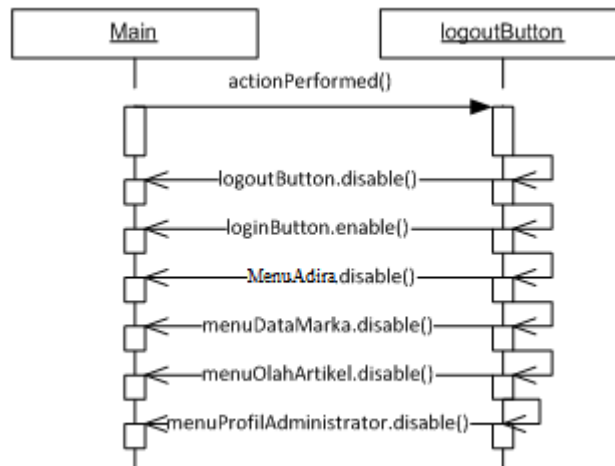 Main
logoutButton
actionPerformed()
logoutButton.disable()
loginButton.enable()
MenuAdira.disable()
menuDataMarka.disable()
menuOlahArtikel.disable()
menuProfilAdministrator.disable()